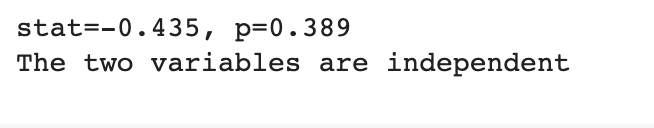 stat=-0.435, p=0.389
The two variables are independent